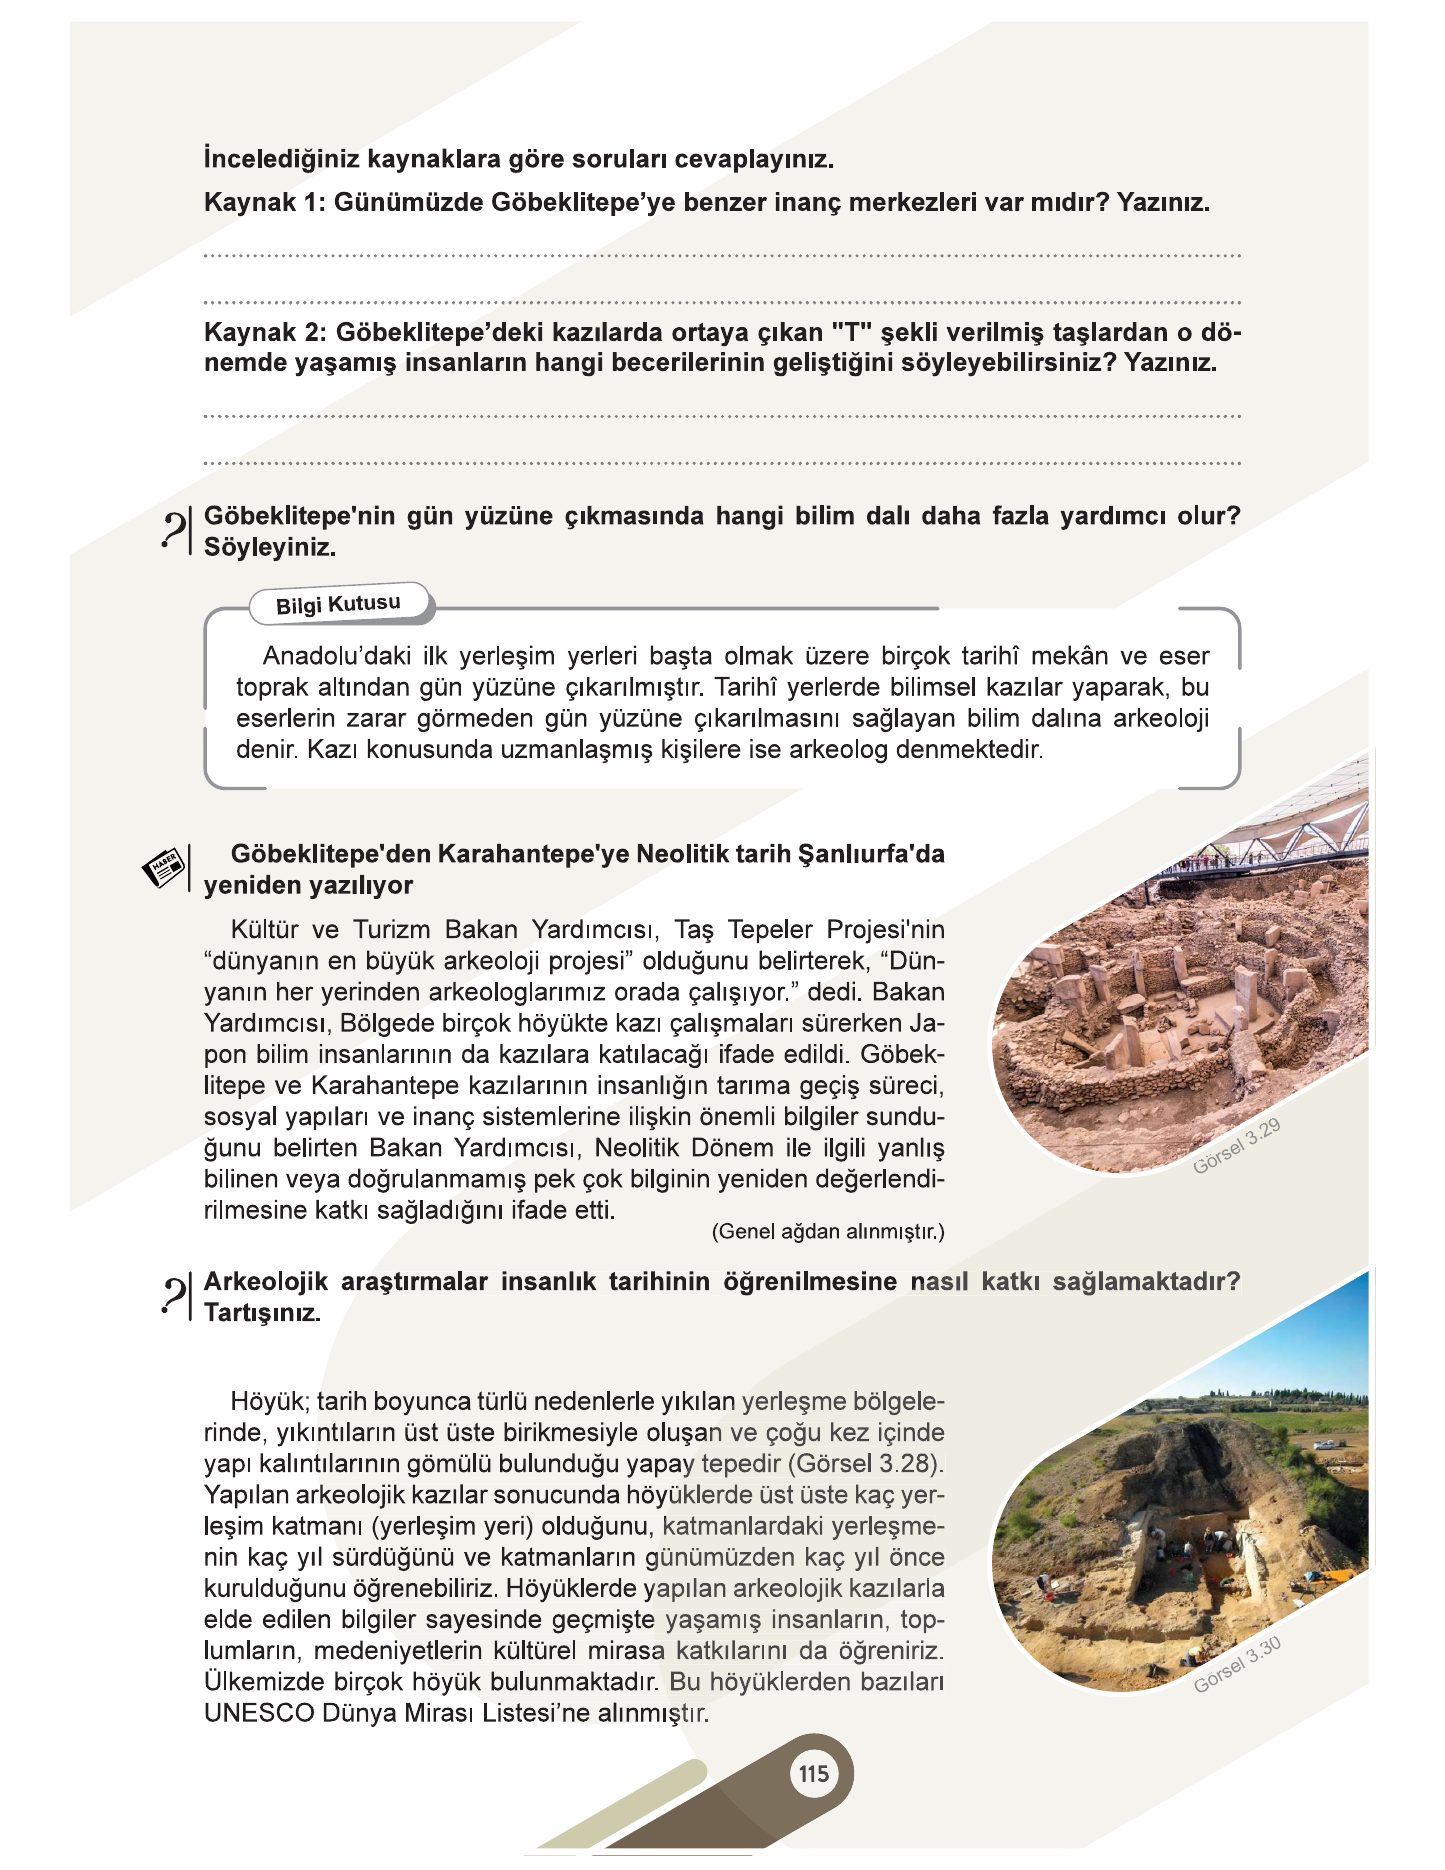 İncelediğiniz kaynaklara göre soruları cevaplayınız.
Kaynak 1: Günümüzde Göbeklitepe’ye benzer inanç merkezleri var mıdır? Yazınız.
Kaynak 2: Göbeklitepe’deki kazılarda ortaya çıkan "T" şekli verilmiş taşlardan o dö-
nemde yaşamış insanların hangi becerilerinin geliştiğini söyleyebilirsiniz? Yazınız.
Göbeklitepe'nin gün yüzüne çıkmasında hangi bilim dalı daha fazla yardımcı olur?
Söyleyiniz.
Bilgi Kutusu
Anadolu’daki ilk yerleşim yerleri başta olmak üzere birçok tarihî mekân ve eser
toprak altından gün yüzüne çıkarılmıştır. Tarihî yerlerde bilimsel kazılar yaparak, bu
eserlerin zarar görmeden gün yüzüne çıkarılmasını sağlayan bilim dalına arkeoloji
denir. Kazı konusunda uzmanlaşmış kişilere ise arkeolog denmektedir.
HABER
Göbeklitepe'den Karahantepe'ye Neolitik tarih Şanlıurfa'da
yeniden yazılıyor
Kültür ve Turizm Bakan Yardımcısı, Taş Tepeler Projesi'nin
“dünyanın en büyük arkeoloji projesi” olduğunu belirterek, “Dün-
yanın her yerinden arkeologlarımız orada çalışıyor.” dedi. Bakan
Yardımcısı, Bölgede birçok höyükte kazı çalışmaları sürerken Ja-
pon bilim insanlarının da kazılara katılacağı ifade edildi. Göbek-
litepe ve Karahantepe kazılarının insanlığın tarıma geçiş süreci,
sosyal yapıları ve inanç sistemlerine ilişkin önemli bilgiler sundu-
ğunu belirten Bakan Yardımcısı, Neolitik Dönem ile ilgili yanlış
bilinen veya doğrulanmamış pek çok bilginin yeniden değerlendi-
rilmesine katkı sağladığını ifade etti.
(Genel ağdan alınmıştır.)
Görsel 3.29
Arkeolojik araştırmalar insanlık tarihinin öğrenilmesine nasıl katkı sağlamaktadır?
Tartışınız.
Höyük; tarih boyunca türlü nedenlerle yıkılan yerleşme bölgele-
rinde, yıkıntıların üst üste birikmesiyle oluşan ve çoğu kez içinde
yapı kalıntılarının gömülü bulunduğu yapay tepedir (Görsel 3.28).
Yapılan arkeolojik kazılar sonucunda höyüklerde üst üste kaç yer-
leşim katmanı (yerleşim yeri) olduğunu, katmanlardaki yerleşme-
nin kaç yıl sürdüğünü ve katmanların günümüzden kaç yıl önce
kurulduğunu öğrenebiliriz. Höyüklerde yapılan arkeolojik kazılarla
elde edilen bilgiler sayesinde geçmişte yaşamış insanların, top-
lumların, medeniyetlerin kültürel mirasa katkılarını da öğreniriz.
Ülkemizde birçok höyük bulunmaktadır. Bu höyüklerden bazıları
UNESCO Dünya Mirası Listesi’ne alınmıştır.
Görsel 3.30
115